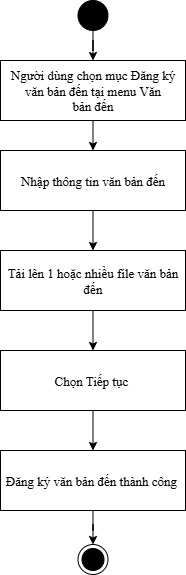 Người dùng chọn mục Đăng ký
văn bản đến tại menu Văn
bản đến
Nhập thông tin văn bản đến
Tải lên 1 hoặc nhiều file văn bản
đến
Chọn Tiếp tục
Đăng ký văn bản đến thành công